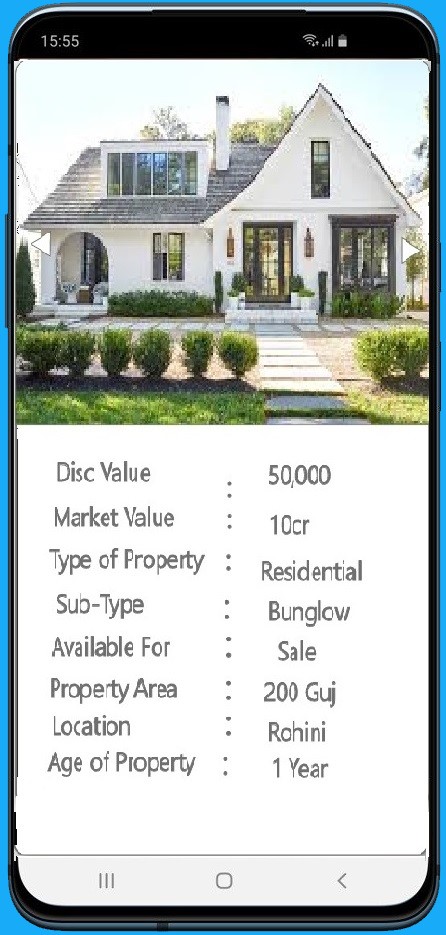 15:55
Disc Value : 50,000
Market Value : 10cr
Type of Property : Residential
Sub-Type : Bunglow
Available For : Sale
Property Area : 200 Guj
Location : Rohini
Age of Property : 1 Year